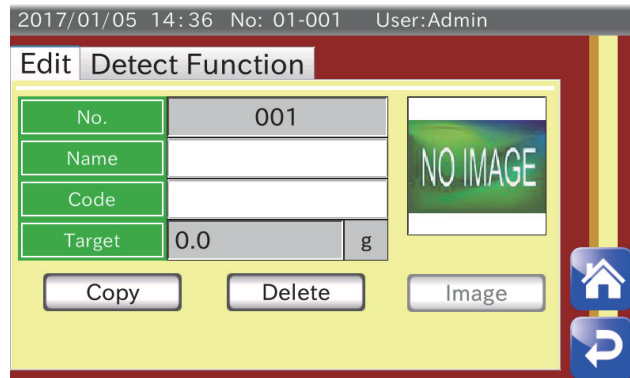 2017/01/05 14:36 No: 01-001 User:Admin
Edit Detect Function
No. 001
Name
Code
Target 0.0 g
NO IMAGE
Copy Delete Image